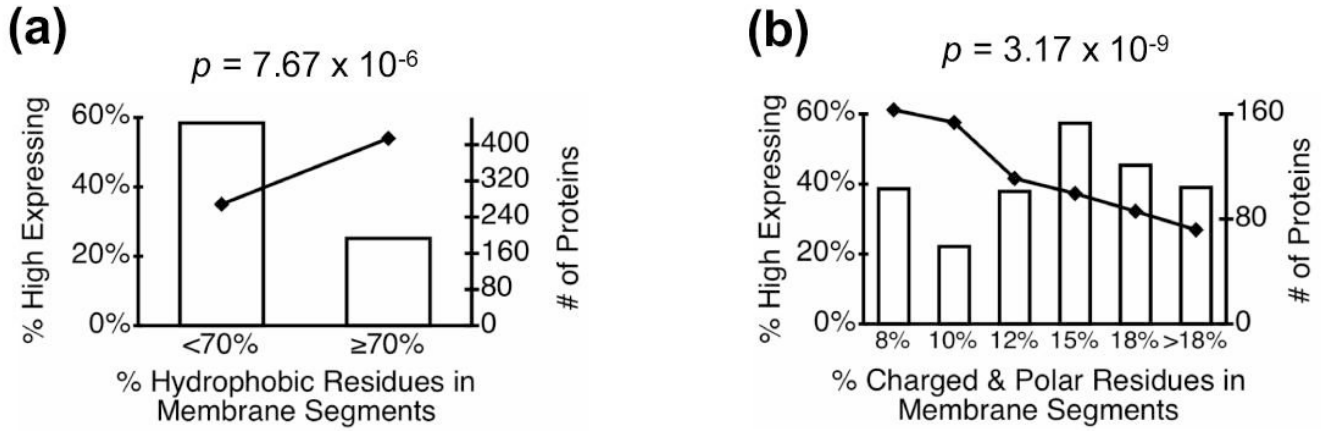 (a)
p = 7.67 x 10-6
% High Expressing
60%
40%
20%
0%
400
320
240
160
80
0
# of Proteins
<70% ≥70%
% Hydrophobic Residues in
Membrane Segments
(b)
p = 3.17 x 10-9
% High Expressing
60%
40%
20%
0%
160
80
0
# of Proteins
8% 10% 12% 15% 18% >18%
% Charged & Polar Residues in
Membrane Segments